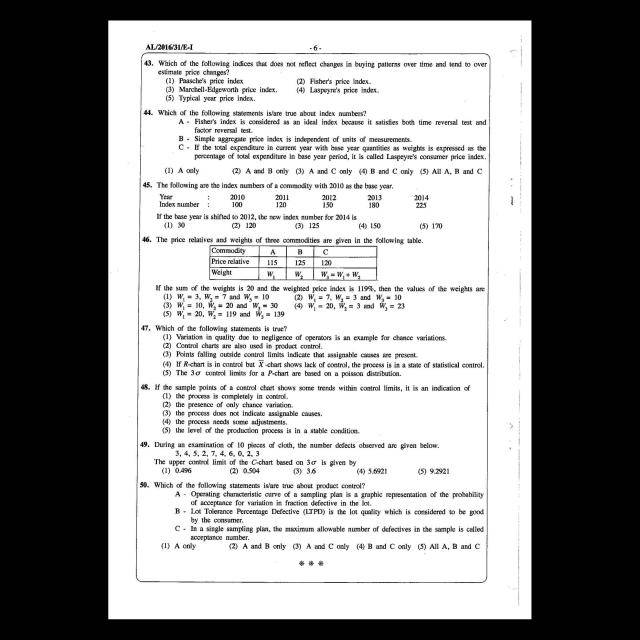 AL/2016/31/E-I
- 6 -
43. Which of the following indices that does not reflect changes in buying patterns over time and tend to over
estimate price changes?
(1) Paasche's price index (2) Fisher's price index.
(3) Marchell-Edgeworth price index. (4) Laspeyre's price index.
(5) Typical year price index.
44. Which of the following statements is/are true about index numbers?
A - Fisher's index is considered as an ideal index because it satisfies both time reversal test and
factor reversal test.
B - Simple aggregate price index is independent of units of measurements.
C - If the total expenditure in current year with base year quantities as weights is expressed as the
percentage of total expenditure in base year period, it is called Laspeyre's consumer price index.
(1) A only (2) A and B only (3) A and C only (4) B and C only (5) All A, B and C
45. The following are the index numbers of a commodity with 2010 as the base year.
Year : 2010 2011 2012 2013 2014
Index number : 100 120 150 180 225
If the base year is shifted to 2012, the new index number for 2014 is
(1) 30 (2) 120 (3) 125 (4) 150 (5) 170
46. The price relatives and weights of three commodities are given in the following table.
Commodity A B C
Price relative 115 125 120
Weight W₁ W₂ W₃ = W₁ + W₂
If the sum of the weights is 20 and the weighted price index is 119%, then the values of the weights are
(1) W₁ = 3, W₂ = 7 and W₃ = 10 (2) W₁ = 7, W₂ = 3 and W₃ = 10
(3) W₁ = 10, W₂ = 20 and W₃ = 30 (4) W₁ = 20, W₂ = 3 and W₃ = 23
(5) W₁ = 20, W₂ = 119 and W₃ = 139
47. Which of the following statements is true?
(1) Variation in quality due to negligence of operators is an example for chance variations.
(2) Control charts are also used in product control.
(3) Points falling outside control limits indicate that assignable causes are present.
(4) If R-chart is in control but X̄-chart shows lack of control, the process is in a state of statistical control.
(5) The 3σ control limits for a P-chart are based on a poisson distribution.
48. If the sample points of a control chart shows some trends within control limits, it is an indication of
(1) the process is completely in control.
(2) the presence of only chance variation.
(3) the process does not indicate assignable causes.
(4) the process needs some adjustments.
(5) the level of the production process is in a stable condition.
49. During an examination of 10 pieces of cloth, the number defects observed are given below.
3, 4, 5, 2, 7, 4, 6, 0, 2, 3
The upper control limit of the C-chart based on 3σ is given by
(1) 0.496 (2) 0.504 (3) 3.6 (4) 5.6921 (5) 9.2921
50. Which of the following statements is/are true about product control?
A - Operating characteristic curve of a sampling plan is a graphic representation of the probability
of acceptance for variation in fraction defective in the lot.
B - Lot Tolerance Percentage Defective (LTPD) is the lot quality which is considered to be good
by the consumer.
C - In a single sampling plan, the maximum allowable number of defectives in the sample is called
acceptance number.
(1) A only (2) A and B only (3) A and C only (4) B and C only (5) All A, B and C
* * *